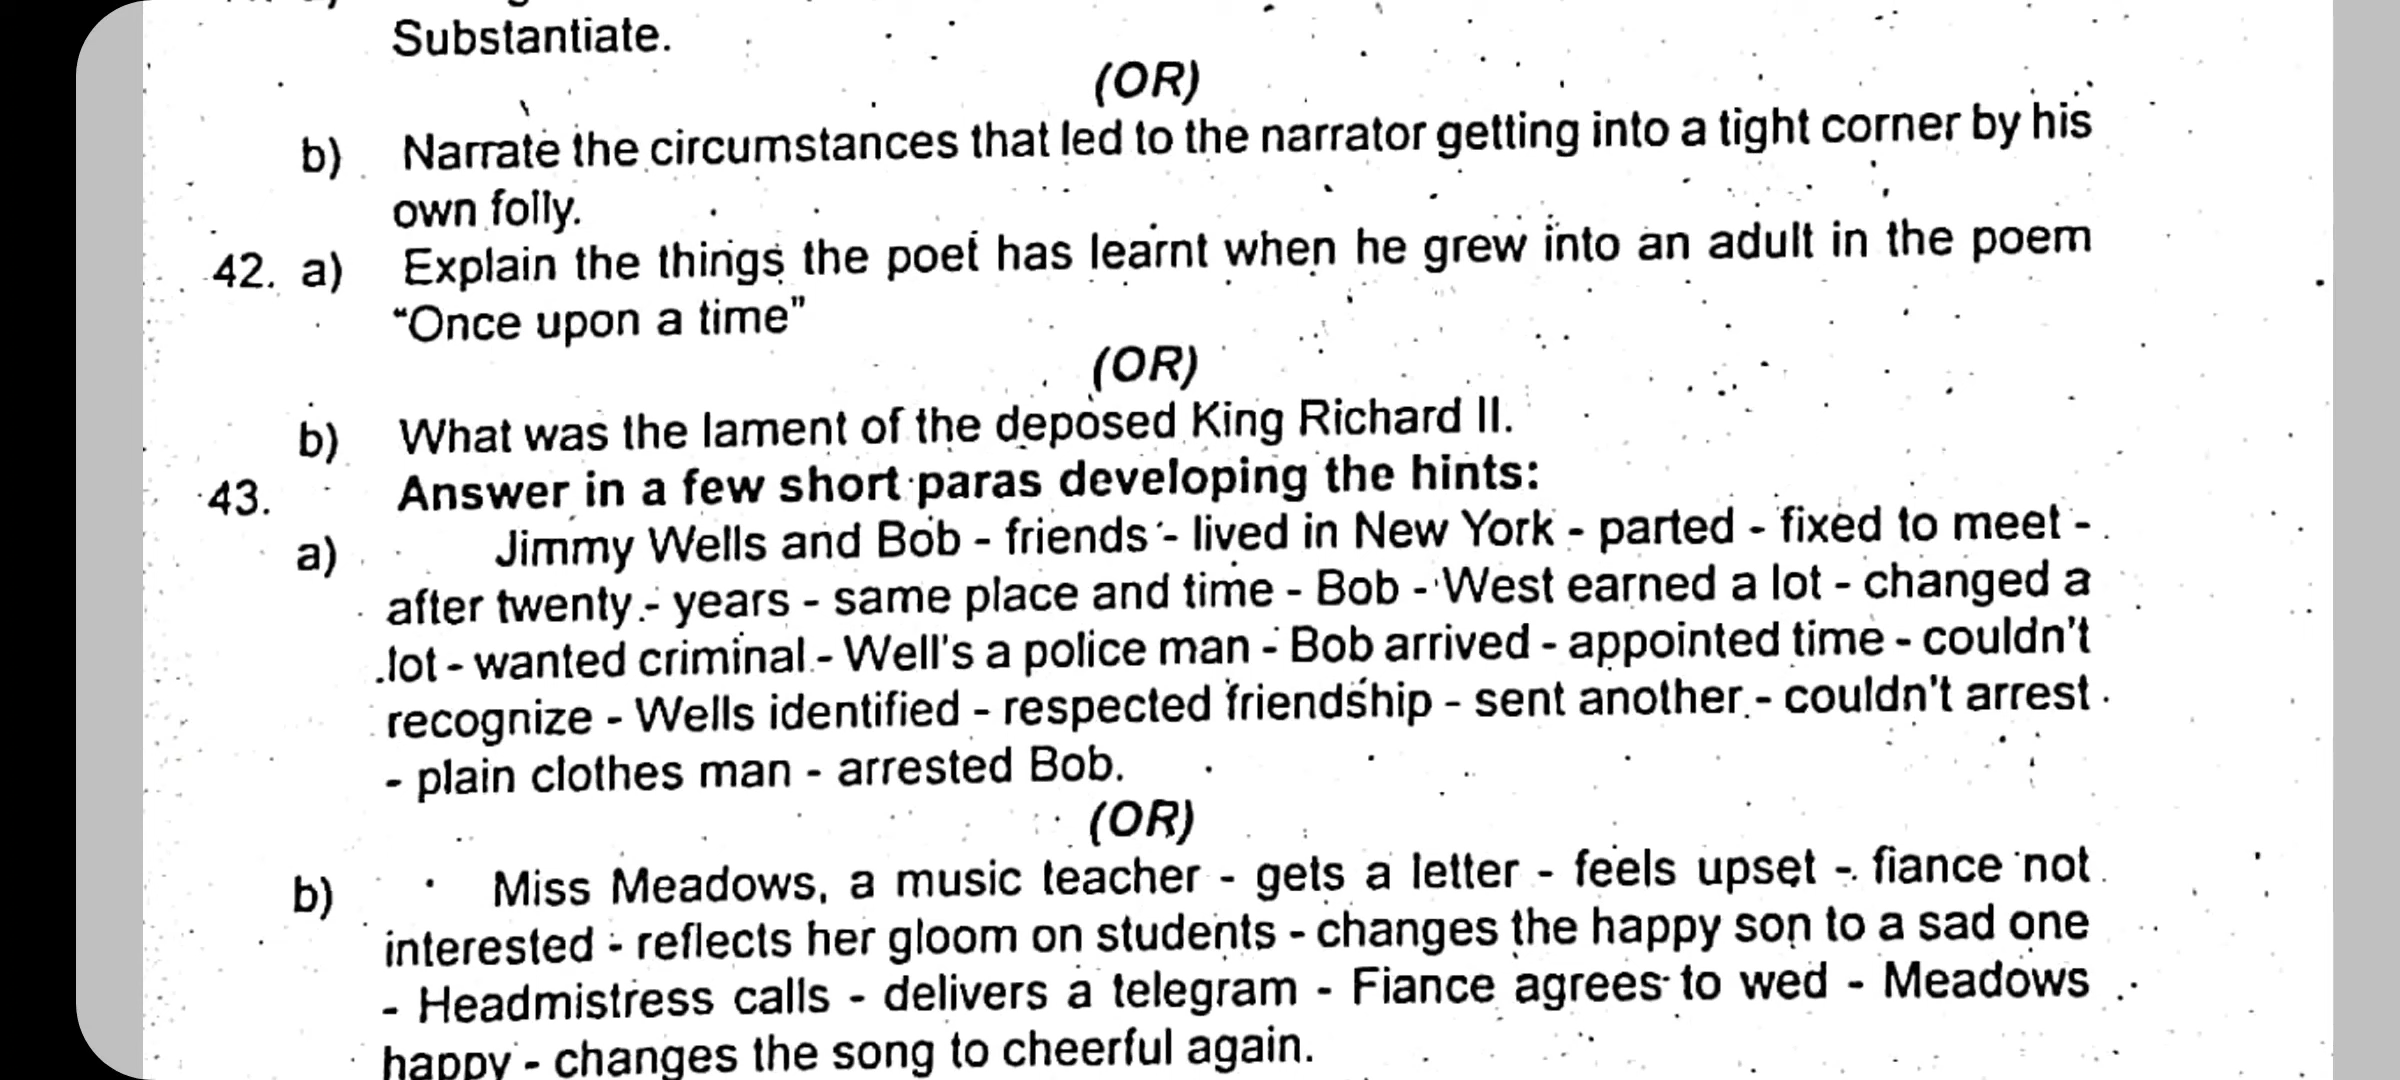 Substantiate.
(OR)
b) Narrate the circumstances that led to the narrator getting into a tight corner by his
own folly.
42. a) Explain the things the poet has learnt when he grew into an adult in the poem
“Once upon a time”
(OR)
b) What was the lament of the deposed King Richard II.
43. Answer in a few short paras developing the hints:
a) Jimmy Wells and Bob - friends - lived in New York - parted - fixed to meet -
after twenty - years - same place and time - Bob - West earned a lot - changed a
lot - wanted criminal - Well's a police man - Bob arrived - appointed time - couldn't
recognize - Wells identified - respected friendship - sent another - couldn't arrest
- plain clothes man - arrested Bob.
(OR)
b) Miss Meadows, a music teacher - gets a letter - feels upset - fiance not
interested - reflects her gloom on students - changes the happy son to a sad one
- Headmistress calls - delivers a telegram - Fiance agrees to wed - Meadows
happy - changes the song to cheerful again.